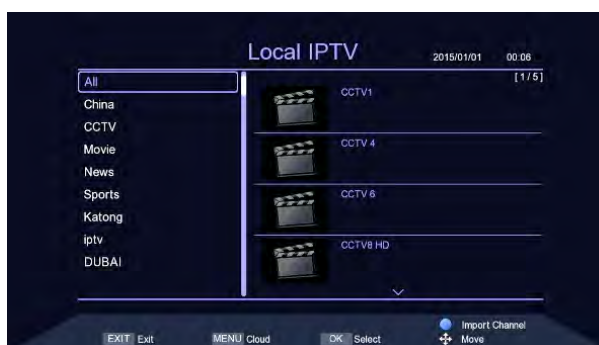 Local IPTV
2015/01/01 00:06
[1/5]
All
China
CCTV
Movie
News
Sports
Katong
iptv
DUBAI
CCTV1
CCTV 4
CCTV 6
CCTV8 HD
Import Channel
EXIT Exit MENU Cloud OK Select Move